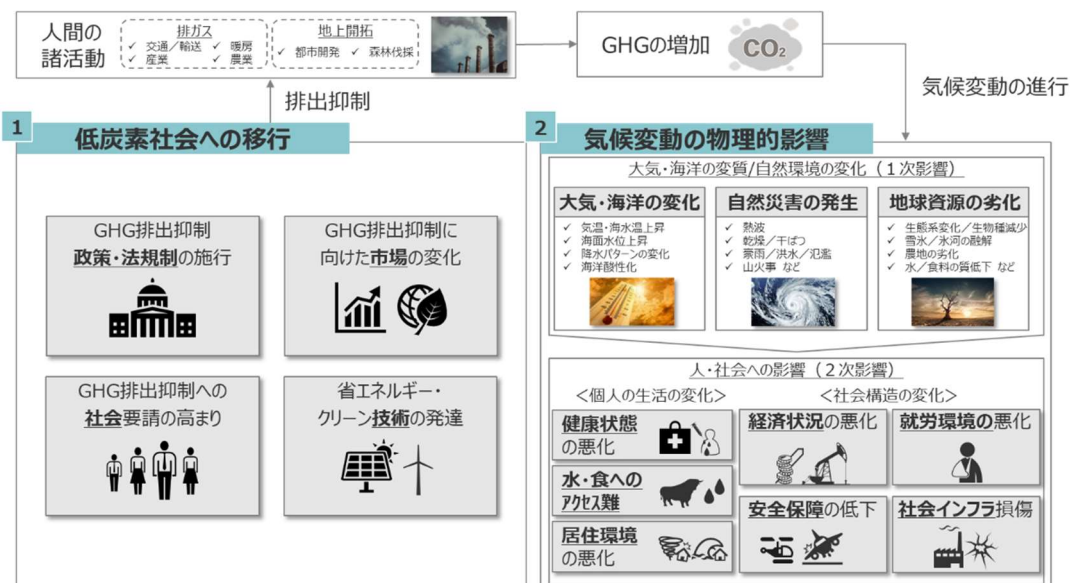 人間の
諸活動
排ガス
✓ 交通／輸送 ✓ 暖房
✓ 産業 ✓ 農業
地上開拓
✓ 都市開発 ✓ 森林伐採
GHGの増加
CO₂
排出抑制
気候変動の進行
1
低炭素社会への移行
GHG排出抑制
政策・法規制の施行
GHG排出抑制に
向けた市場の変化
GHG排出抑制への
社会要請の高まり
省エネルギー・
クリーン技術の発達
2
気候変動の物理的影響
大気・海洋の変質/自然環境の変化（１次影響）
大気・海洋の変化
✓ 気温・海水温上昇
✓ 海面水位上昇
✓ 降水パターンの変化
✓ 海洋酸性化
自然災害の発生
✓ 熱波
✓ 乾燥／干ばつ
✓ 豪雨／洪水／氾濫
✓ 山火事 など
地球資源の劣化
✓ 生態系変化／生物種減少
✓ 雪氷／氷河の融解
✓ 農地の劣化
✓ 水／食料の質低下 など
人・社会への影響（２次影響）
＜個人の生活の変化＞
健康状態
の悪化
水・食への
アクセス難
居住環境
の悪化
＜社会構造の変化＞
経済状況の悪化
就労環境の悪化
安全保障の低下
社会インフラ損傷